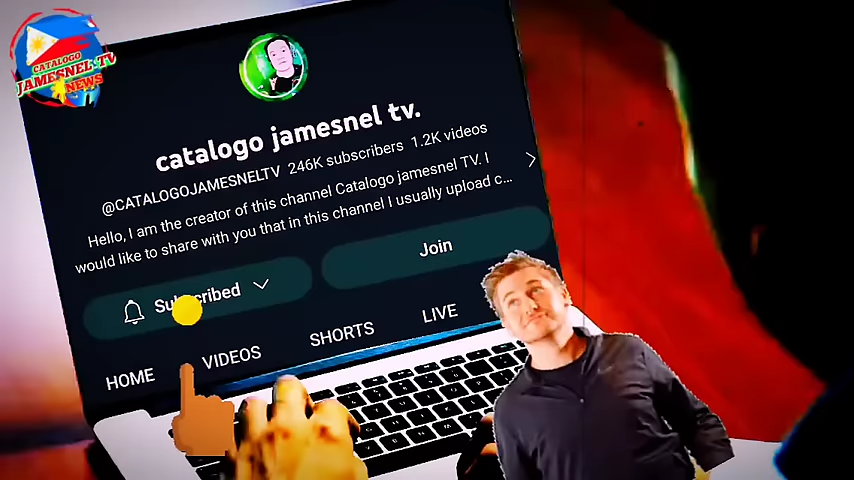 CATALOGO
JAMESNEL TV
NEWS
catalogo jamesnel tv.
@CATALOGOJAMESNELTV 246K subscribers 1.2K videos
Hello, I am the creator of this channel Catalogo jamesnel TV. I
would like to share with you that in this channel I usually upload c...
Subscribed
Join
HOME VIDEOS SHORTS LIVE